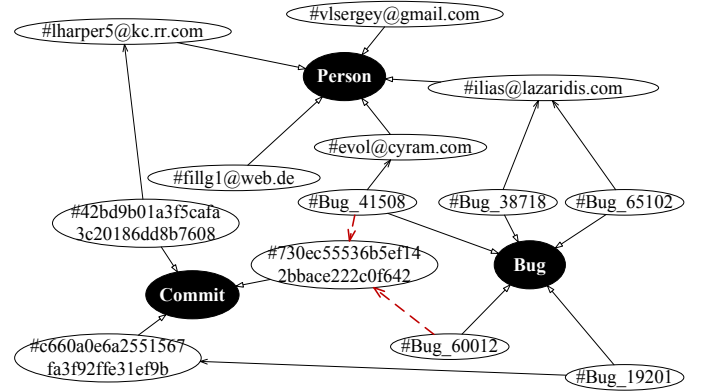 #vlsergey@gmail.com
#lharper5@kc.rr.com
Person
#ilias@lazaridis.com
#evol@cyram.com
#fillg1@web.de
#Bug_41508
#Bug_38718
#Bug_65102
#42bd9b01a3f5cafa
3c20186dd8b7608
#730ec55536b5ef14
2bbace222c0f642
Bug
Commit
#Bug_60012
#c660a0e6a2551567
fa3f92ffe31ef9b
#Bug_19201